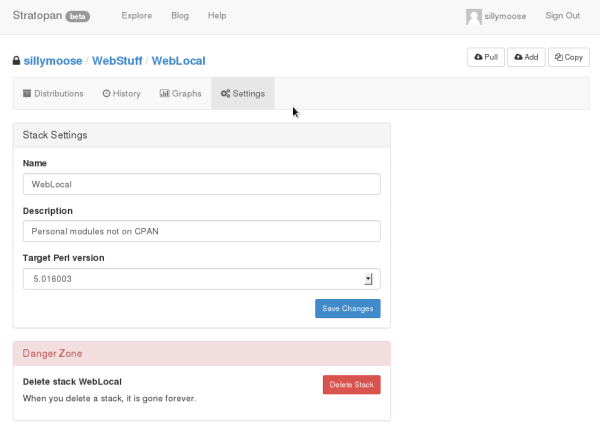 Stratopan beta Explore Blog Help sillymoose Sign Out
sillymoose / WebStuff / WebLocal Pull Add Copy
Distributions History Graphs Settings
Stack Settings
Name
WebLocal
Description
Personal modules not on CPAN
Target Perl version
5.016003
Save Changes
Danger Zone
Delete stack WebLocal
Delete Stack
When you delete a stack, it is gone forever.